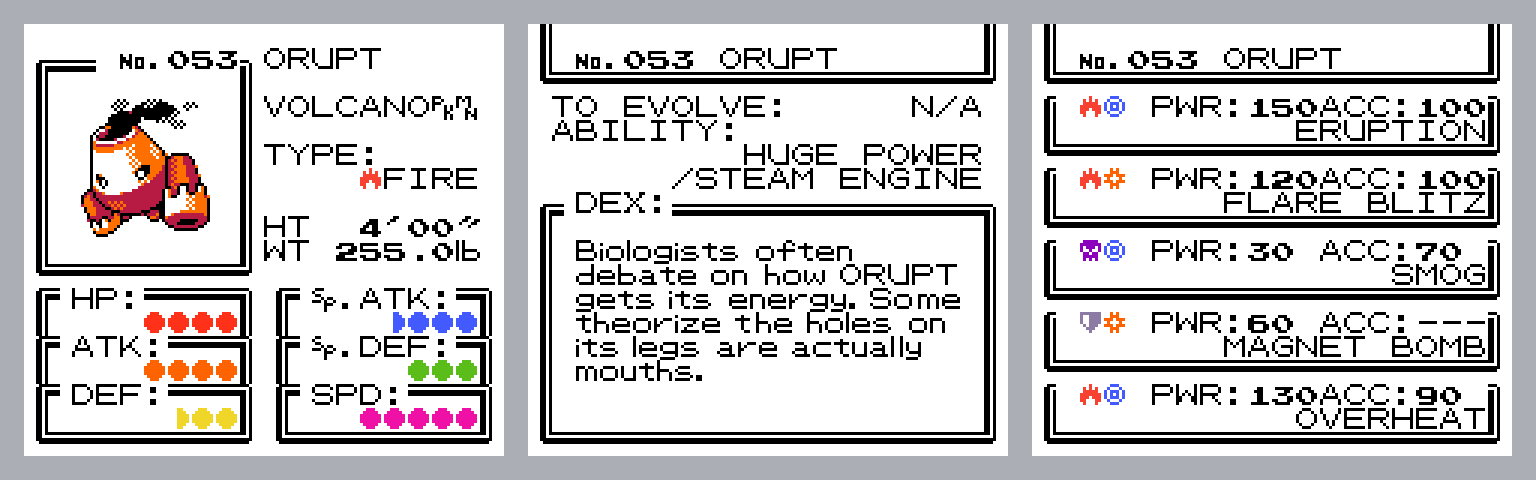 No. 053 ORUPT
VOLCANO PKMN
TYPE:
FIRE
HT 4'00"
WT 255.0lb
HP:
Sp. ATK:
ATK:
Sp. DEF:
DEF:
SPD:
No. 053 ORUPT
TO EVOLVE: N/A
ABILITY:
HUGE POWER
/STEAM ENGINE
DEX:
Biologists often
debate on how ORUPT
gets its energy. Some
theorize the holes on
its legs are actually
mouths.
No. 053 ORUPT
PWR:150ACC:100
ERUPTION
PWR:120ACC:100
FLARE BLITZ
PWR:30 ACC:70
SMOG
PWR:60 ACC:---
MAGNET BOMB
PWR:130ACC:90
OVERHEAT